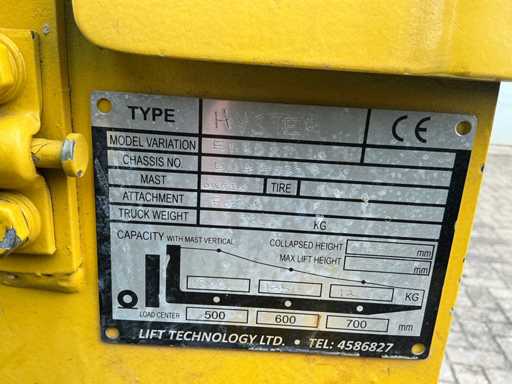 TYPE CE
MODEL VARIATION
CHASSIS NO.
MAST TIRE
ATTACHMENT
TRUCK WEIGHT KG
CAPACITY WITH MAST VERTICAL COLLAPSED HEIGHT mm
MAX LIFT HEIGHT mm
KG
LOAD CENTER 500 600 700 mm
LIFT TECHNOLOGY LTD. • TEL: 4586827